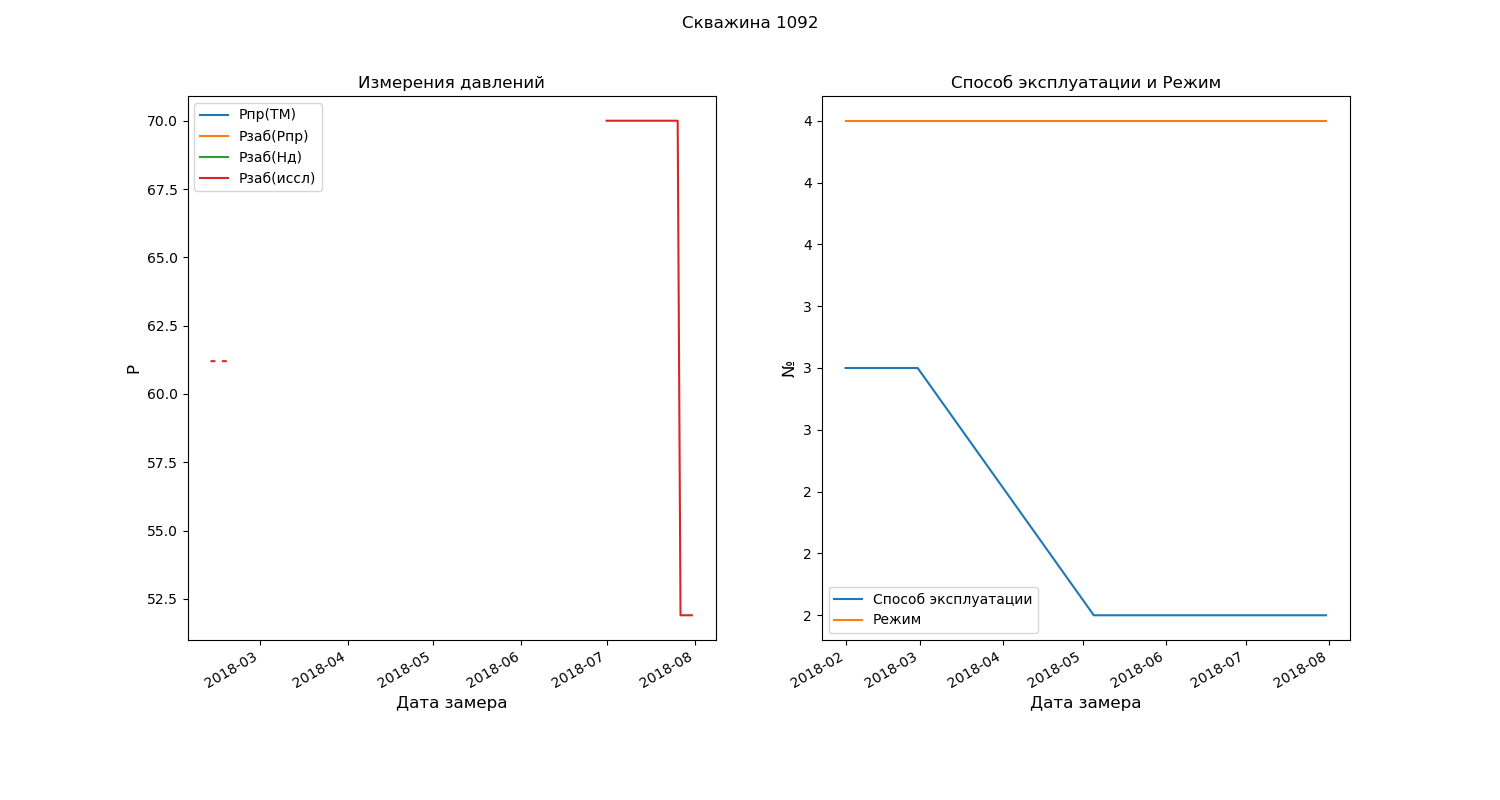 Скважина 1092
Измерения давлений
Рпр(ТМ)
Рзаб(Рпр)
Рзаб(Нд)
Рзаб(иссл)
70.0
67.5
65.0
62.5
60.0
57.5
55.0
52.5
Р
2018-03
2018-04
2018-05
2018-06
2018-07
2018-08
Дата замера
Способ эксплуатации и Режим
4
4
4
3
3
3
2
2
2
№
Способ эксплуатации
Режим
2018-02
2018-03
2018-04
2018-05
2018-06
2018-07
2018-08
Дата замера